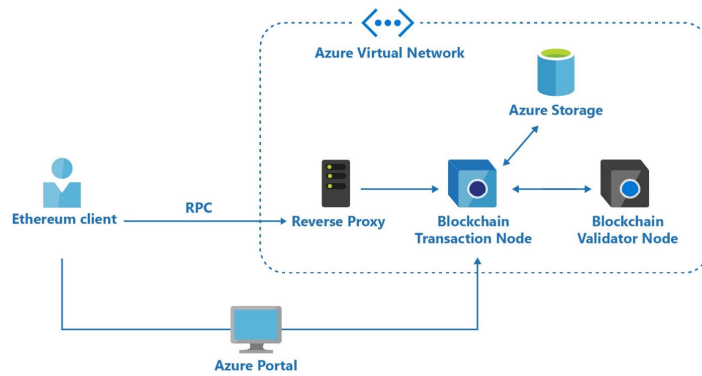 Azure Virtual Network
Azure Storage
Ethereum client
RPC
Reverse Proxy
Blockchain
Transaction Node
Blockchain
Validator Node
Azure Portal